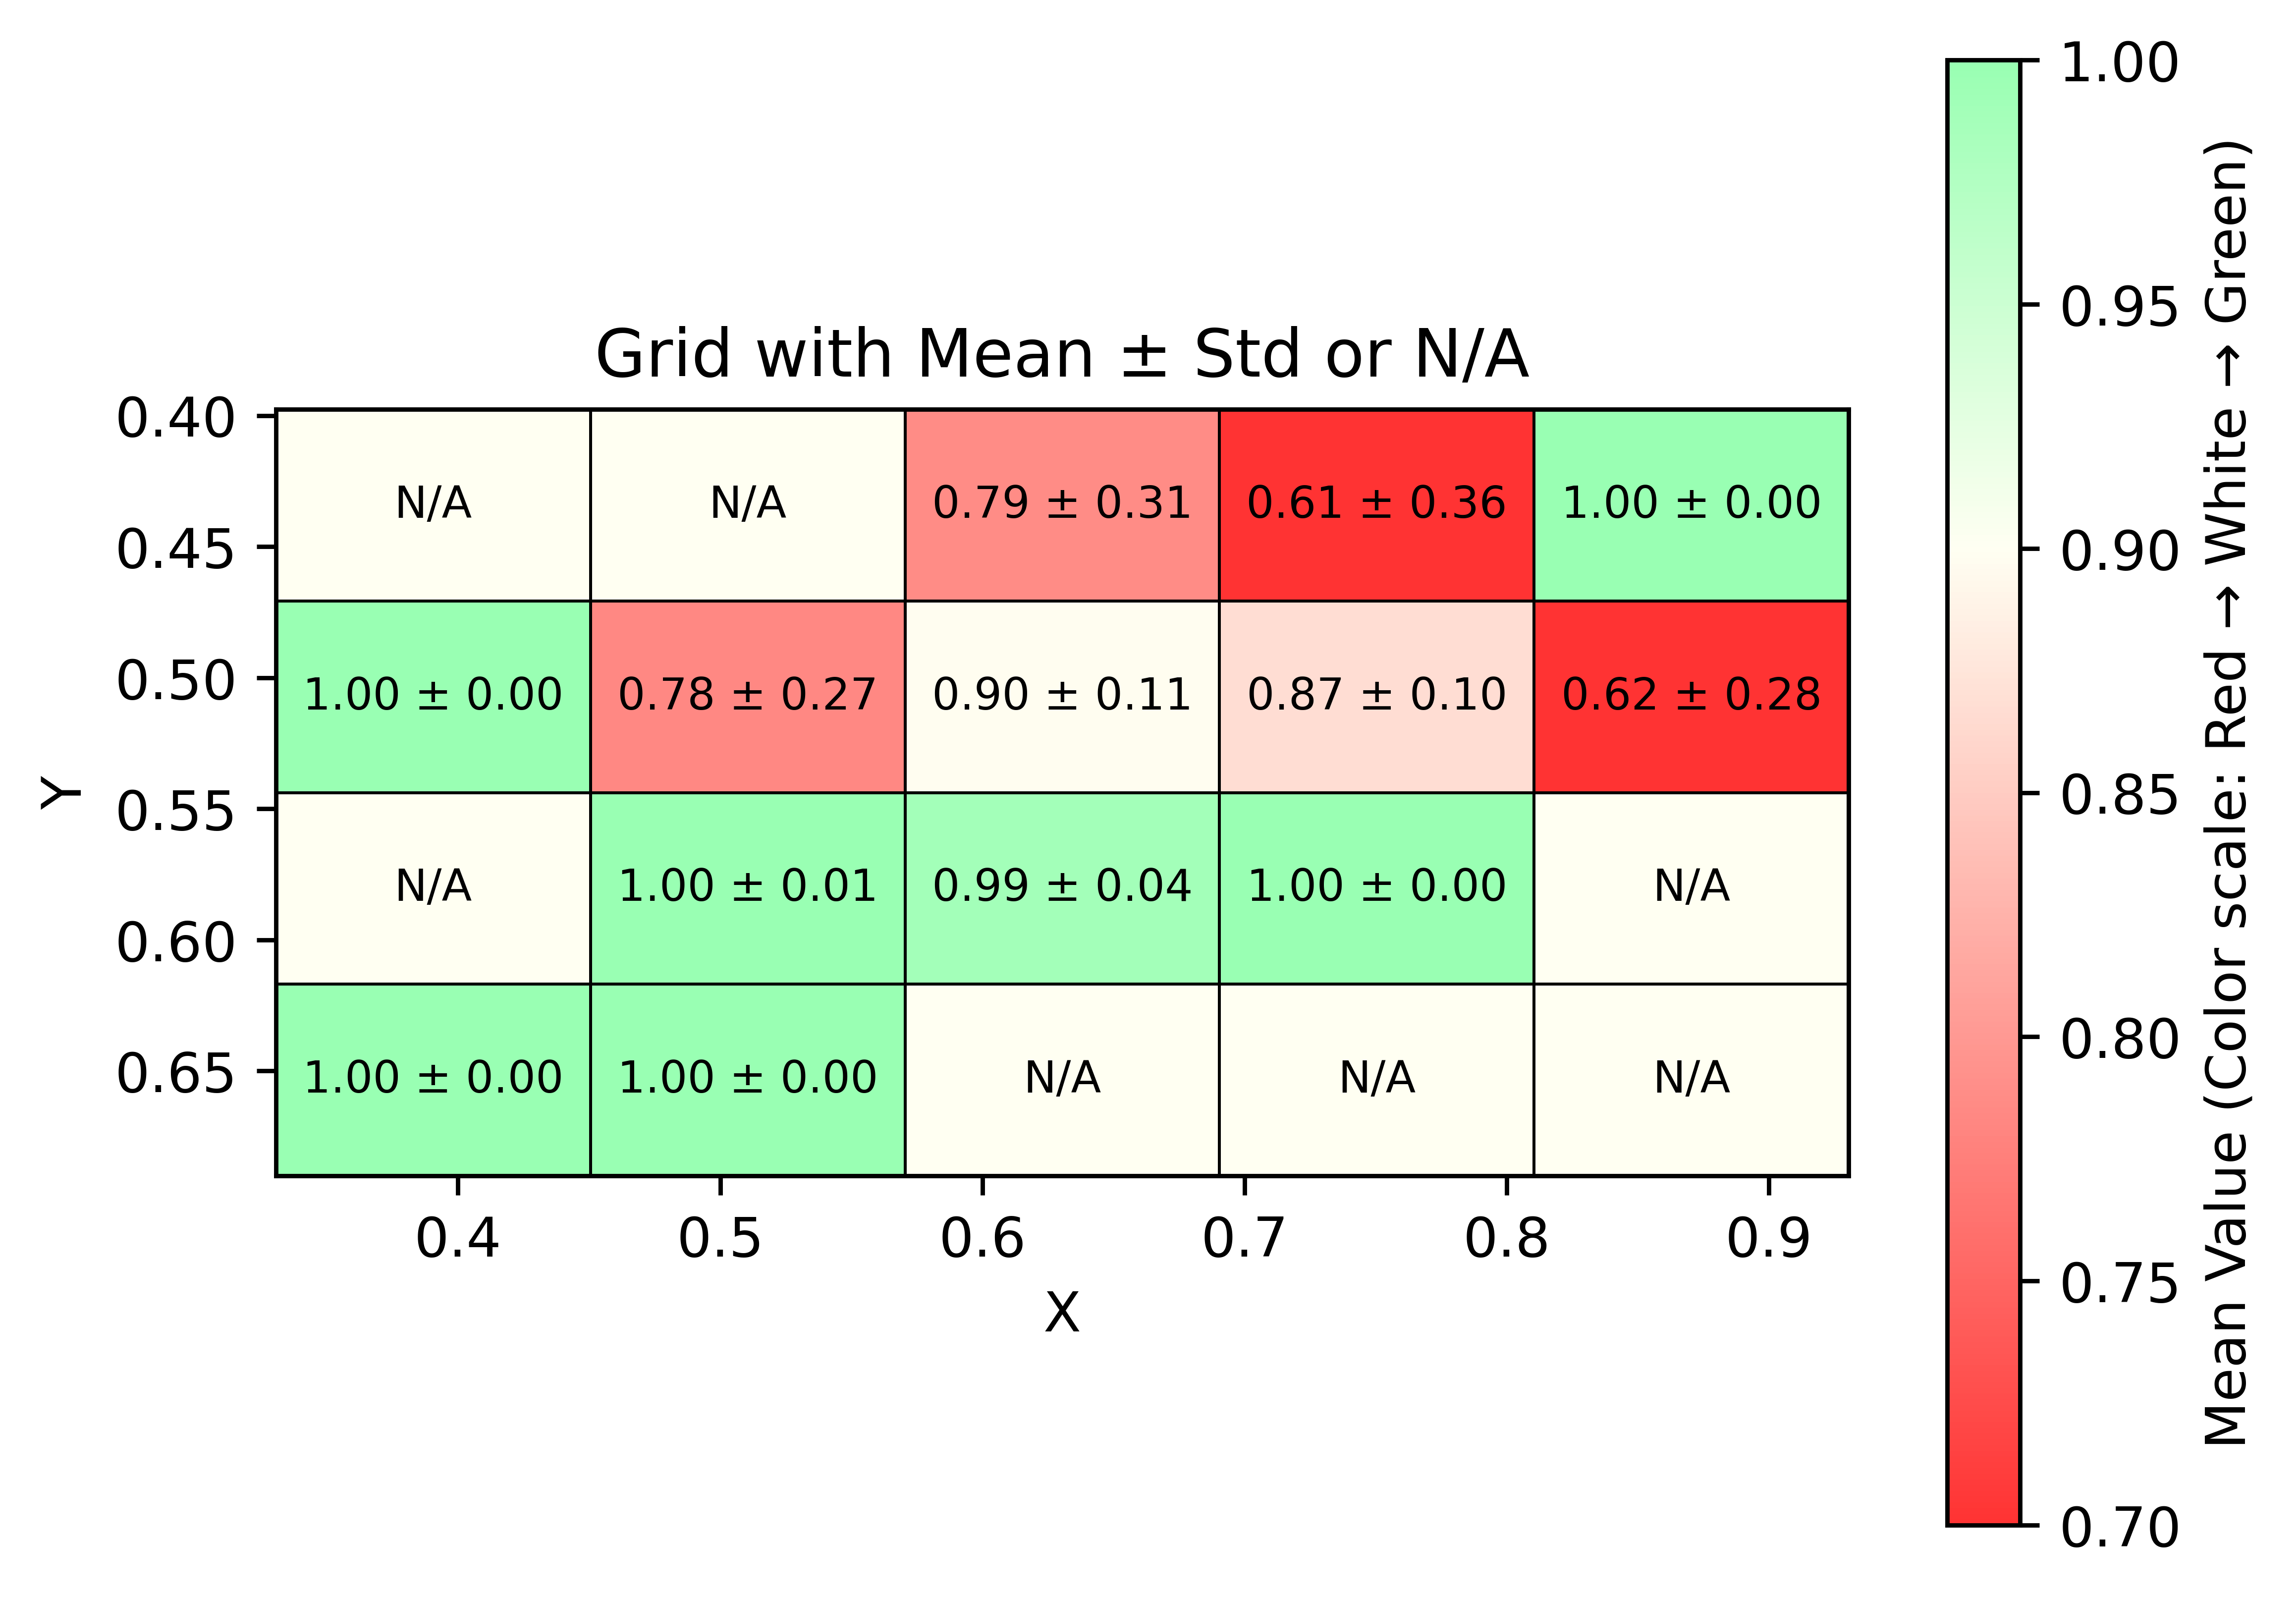 Grid with Mean ± Std or N/A
0.40
N/A N/A 0.79 ± 0.31 0.61 ± 0.36 1.00 ± 0.00
0.45
0.50
1.00 ± 0.00 0.78 ± 0.27 0.90 ± 0.11 0.87 ± 0.10 0.62 ± 0.28
0.55
N/A 1.00 ± 0.01 0.99 ± 0.04 1.00 ± 0.00 N/A
0.60
0.65
1.00 ± 0.00 1.00 ± 0.00 N/A N/A N/A
Y
0.4 0.5 0.6 0.7 0.8 0.9
X
1.00
0.95
0.90
0.85
0.80
0.75
0.70
Mean Value (Color scale: Red → White → Green)